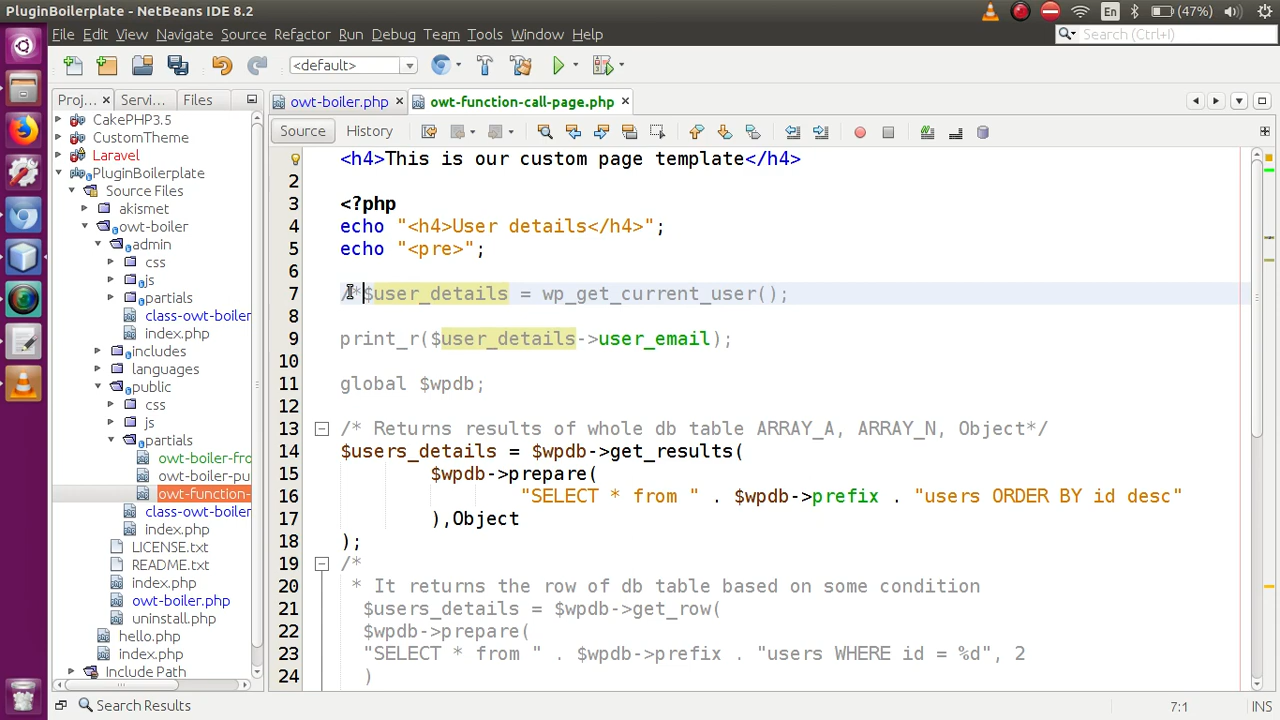 PluginBoilerplate - NetBeans IDE 8.2
En
(47%)
File Edit View Navigate Source Refactor Run Debug Team Tools Window Help
Search (Ctrl+I)
<default>
Proj... Servi... Files
owt-boiler.php
owt-function-call-page.php
Source History
CakePHP3.5
CustomTheme
Laravel
PluginBoilerplate
Source Files
akismet
owt-boiler
admin
css
js
partials
class-owt-boiler
index.php
includes
languages
public
css
js
partials
owt-boiler-fro
owt-boiler-pu
owt-function-
class-owt-boiler
index.php
LICENSE.txt
README.txt
index.php
owt-boiler.php
uninstall.php
hello.php
index.php
Include Path
<h4>This is our custom page template</h4>
2
3 <?php
4 echo "<h4>User details</h4>";
5 echo "<pre>";
6
7 /*$user_details = wp_get_current_user();
8
9 print_r($user_details->user_email);
10
11 global $wpdb;
12
13 /* Returns results of whole db table ARRAY_A, ARRAY_N, Object*/
14 $users_details = $wpdb->get_results(
15 $wpdb->prepare(
16 "SELECT * from " . $wpdb->prefix . "users ORDER BY id desc"
17 ),Object
18 );
19 /*
20 * It returns the row of db table based on some condition
21 $users_details = $wpdb->get_row(
22 $wpdb->prepare(
23 "SELECT * from " . $wpdb->prefix . "users WHERE id = %d", 2
24 )
Search Results
7:1
INS